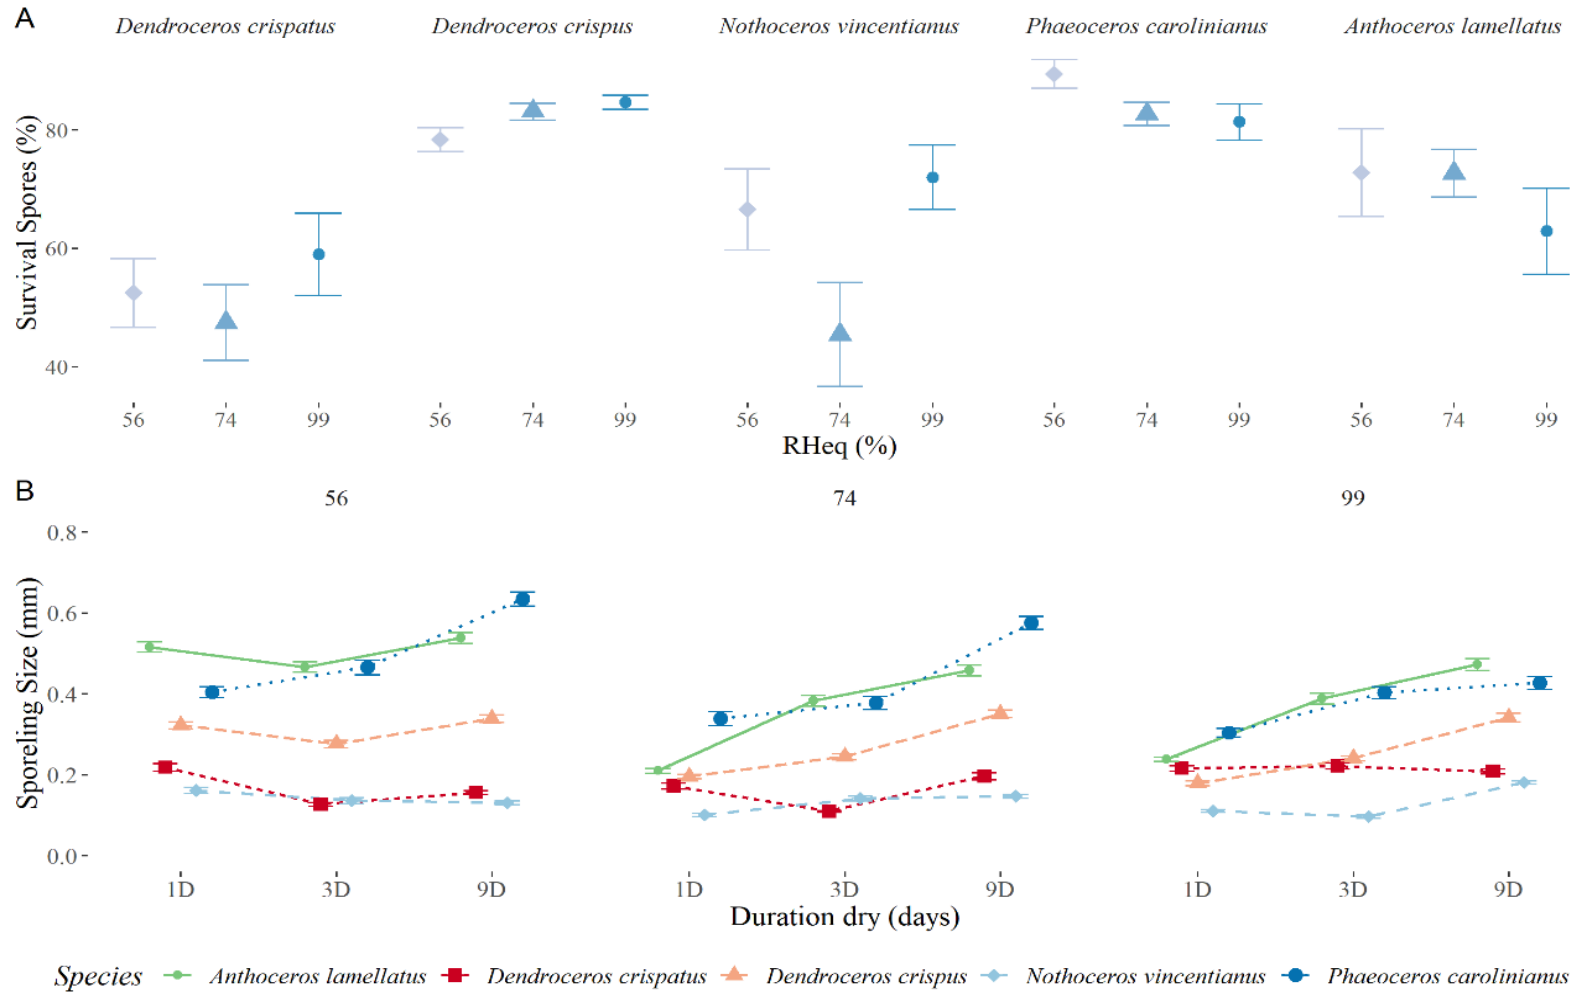 A
Dendroceros crispatus Dendroceros crispus Nothoceros vincentianus Phaeoceros carolinianus Anthoceros lamellatus
Survival Spores (%)
80
60
40
56 74 99 56 74 99 56 74 99 56 74 99 56 74 99
RHeq (%)
B
56 74 99
Sporeling Size (mm)
0.8
0.6
0.4
0.2
0.0
1D 3D 9D 1D 3D 9D 1D 3D 9D
Duration dry (days)
Species Anthoceros lamellatus Dendroceros crispatus Dendroceros crispus Nothoceros vincentianus Phaeoceros carolinianus